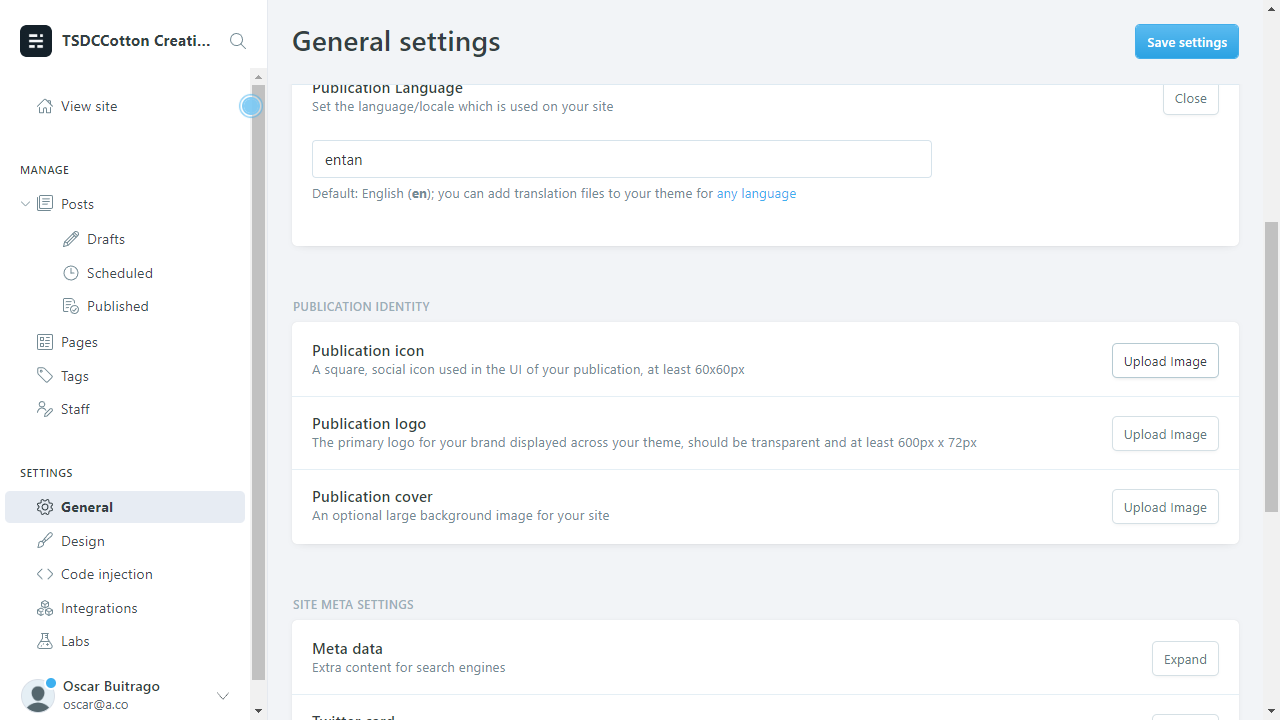 TSDCCotton Creati...
General settings
Save settings
View site
Publication Language
Set the language/locale which is used on your site
Close
entan
Default: English (en); you can add translation files to your theme for any language
MANAGE
Posts
Drafts
Scheduled
Published
Pages
Tags
Staff
PUBLICATION IDENTITY
Publication icon
A square, social icon used in the UI of your publication, at least 60x60px
Upload Image
Publication logo
The primary logo for your brand displayed across your theme, should be transparent and at least 600px x 72px
Upload Image
Publication cover
An optional large background image for your site
Upload Image
SETTINGS
General
Design
Code injection
Integrations
Labs
SITE META SETTINGS
Meta data
Extra content for search engines
Expand
Twitter card
Oscar Buitrago
oscar@a.co